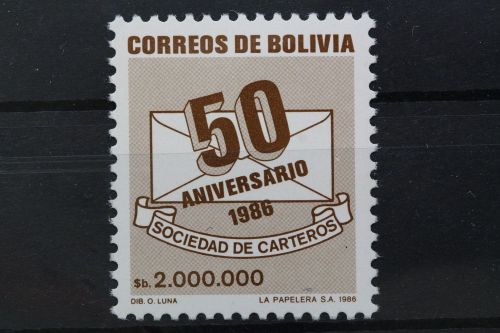 CORREOS DE BOLIVIA
50
ANIVERSARIO
1986
SOCIEDAD DE CARTEROS
$b. 2.000.000
DIB. O. LUNA LA PAPELERA S.A. 1986